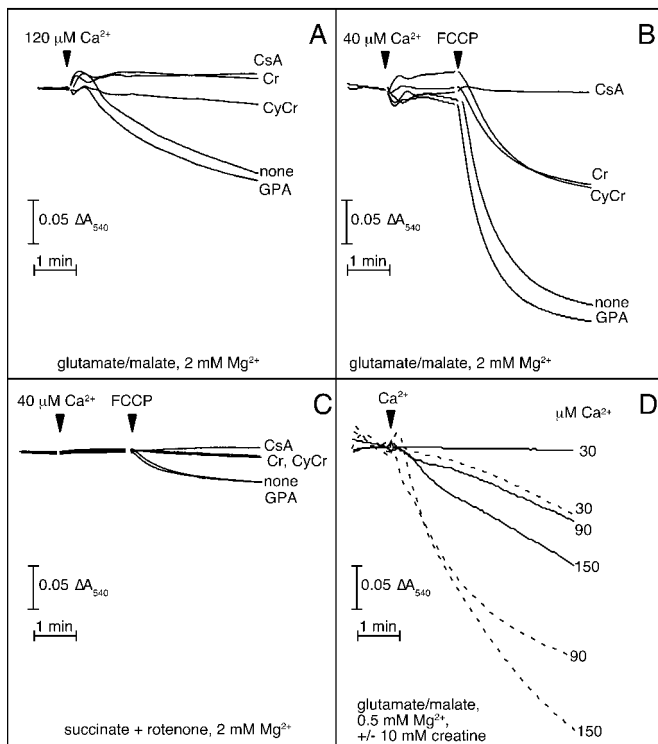 A
120 µM Ca²⁺
CsA
Cr
CyCr
none
GPA
0.05 ΔA₅₄₀
1 min
glutamate/malate, 2 mM Mg²⁺
B
40 µM Ca²⁺ FCCP
CsA
Cr
CyCr
none
GPA
0.05 ΔA₅₄₀
1 min
glutamate/malate, 2 mM Mg²⁺
C
40 µM Ca²⁺ FCCP
CsA
Cr, CyCr
none
GPA
0.05 ΔA₅₄₀
1 min
succinate + rotenone, 2 mM Mg²⁺
D
Ca²⁺
µM Ca²⁺
30
30
90
150
0.05 ΔA₅₄₀
1 min
90
150
glutamate/malate,
0.5 mM Mg²⁺,
+/- 10 mM creatine